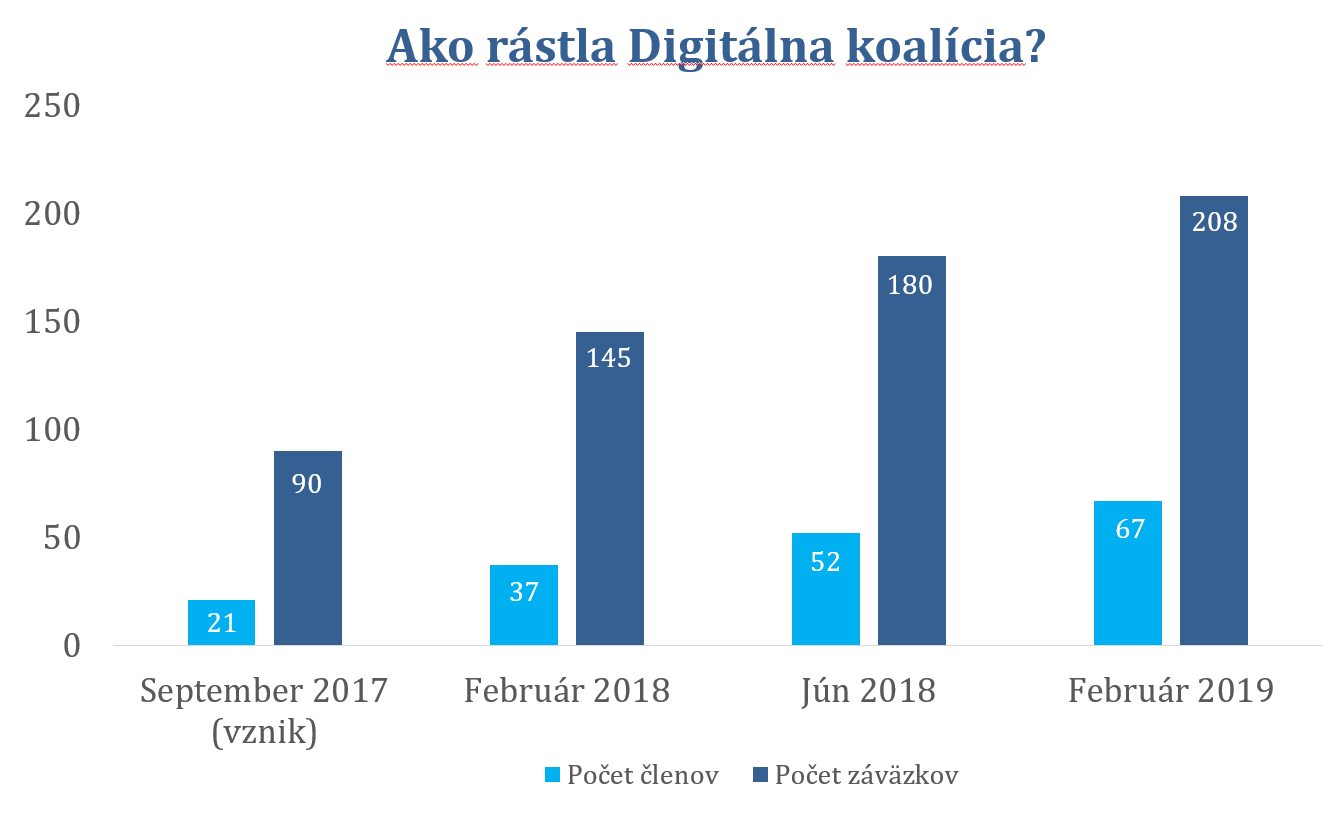 Ako rástla Digitálna koalícia?
250
200
150
100
50
0
21
90
37
145
52
180
67
208
September 2017
(vznik)
Február 2018
Jún 2018
Február 2019
Počet členov
Počet záväzkov